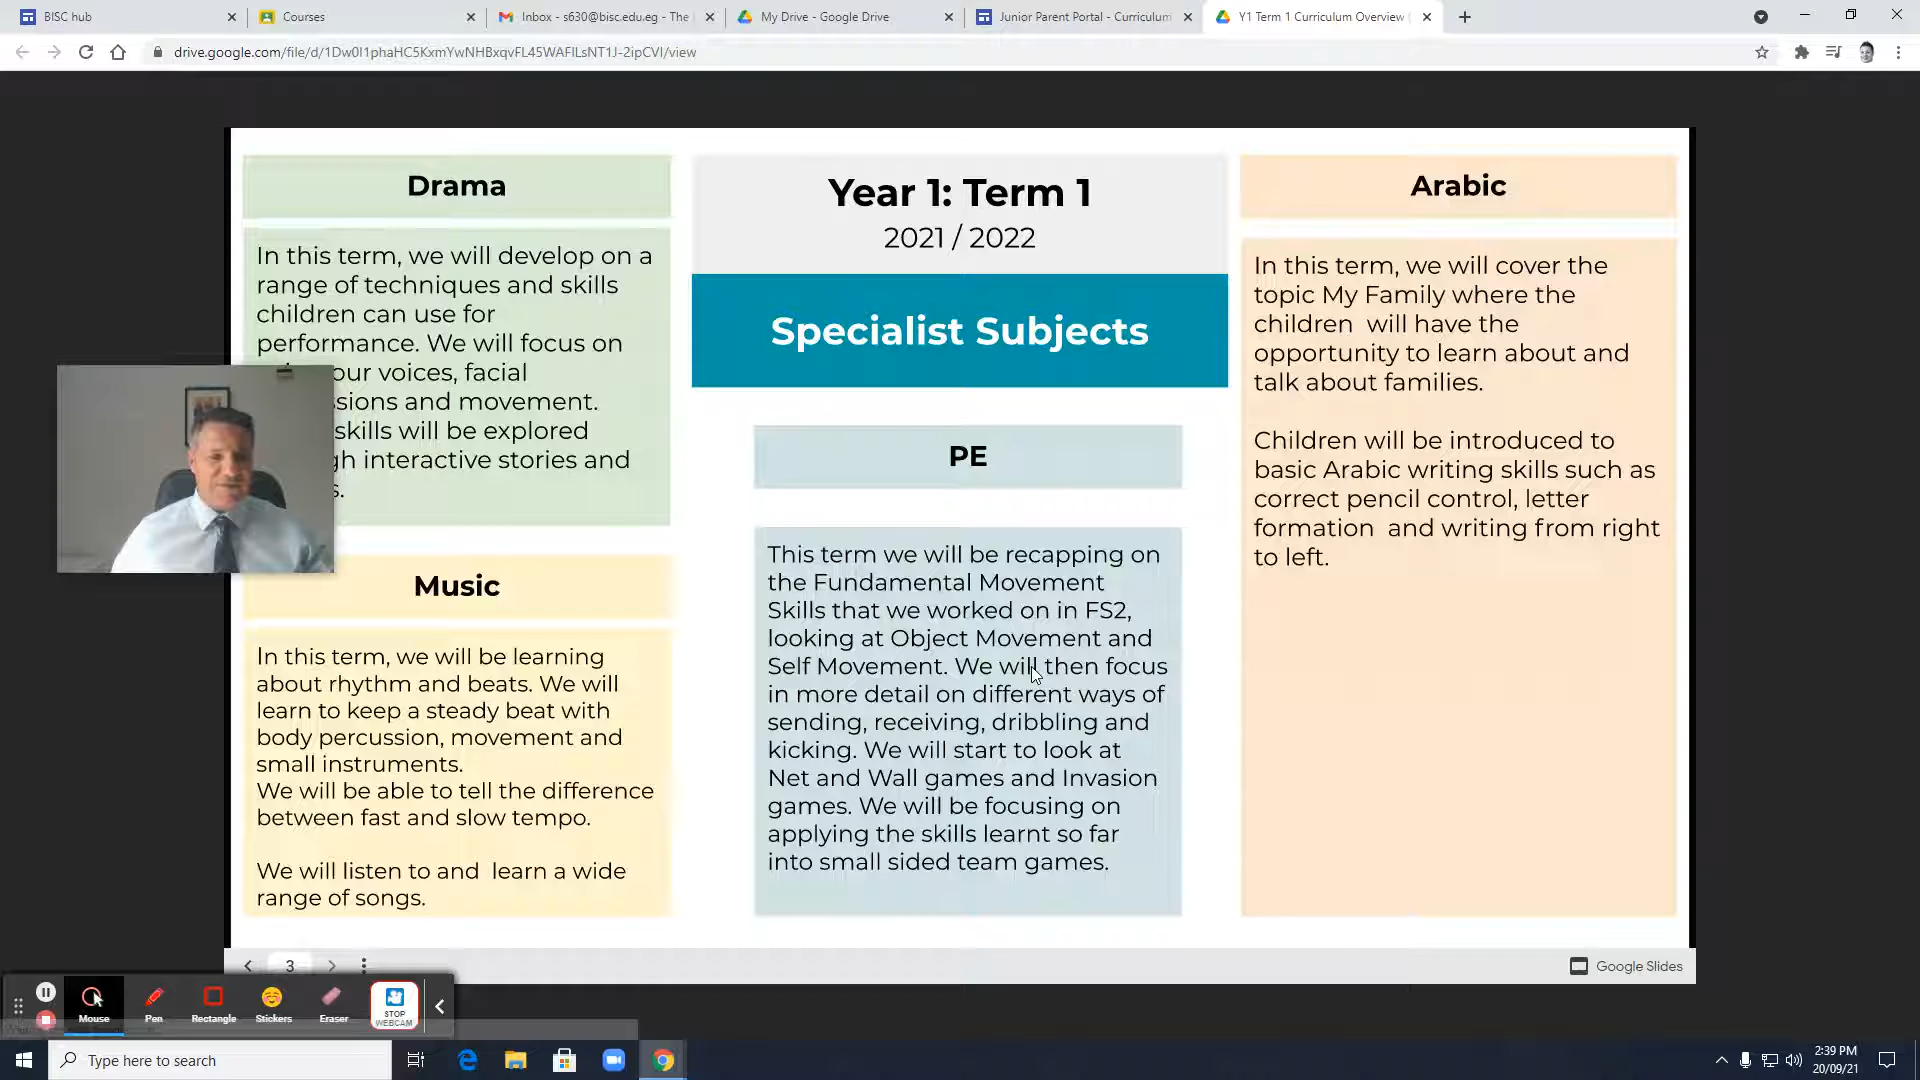 BISC hub
Courses
Inbox - s630@bisc.edu.eg - The
My Drive - Google Drive
Junior Parent Portal - Curriculum
Y1 Term 1 Curriculum Overview
drive.google.com/file/d/1Dw0I1phaHC5KxmYwNHBxqvFL45WAFILsNT1J-2ipCVI/view
Drama
In this term, we will develop on a
range of techniques and skills
children can use for
performance. We will focus on
our voices, facial
and movement.
skills will be explored
interactive stories and
Music
In this term, we will be learning
about rhythm and beats. We will
learn to keep a steady beat with
body percussion, movement and
small instruments.
We will be able to tell the difference
between fast and slow tempo.
We will listen to and learn a wide
range of songs.
Year 1: Term 1
2021 / 2022
Specialist Subjects
PE
This term we will be recapping on
the Fundamental Movement
Skills that we worked on in FS2,
looking at Object Movement and
Self Movement. We will then focus
in more detail on different ways of
sending, receiving, dribbling and
kicking. We will start to look at
Net and Wall games and Invasion
games. We will be focusing on
applying the skills learnt so far
into small sided team games.
Arabic
In this term, we will cover the
topic My Family where the
children will have the
opportunity to learn about and
talk about families.
Children will be introduced to
basic Arabic writing skills such as
correct pencil control, letter
formation and writing from right
to left.
3
Google Slides
Mouse
Pen
Rectangle
Stickers
Eraser
STOP
WEBCAM
Type here to search
2:39 PM
20/09/21